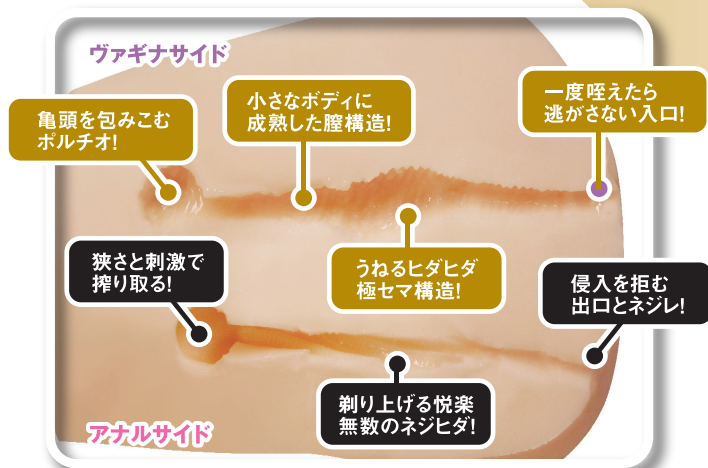 ヴァギナサイド
亀頭を包みこむ
ポルチオ!
小さなボディに
成熟した膣構造!
一度咥えたら
逃がさない入口!
うねるヒダヒダ
極セマ構造!
狭さと刺激で
搾り取る!
侵入を拒む
出口とネジレ!
剃り上げる悦楽
無数のネジヒダ!
アナルサイド